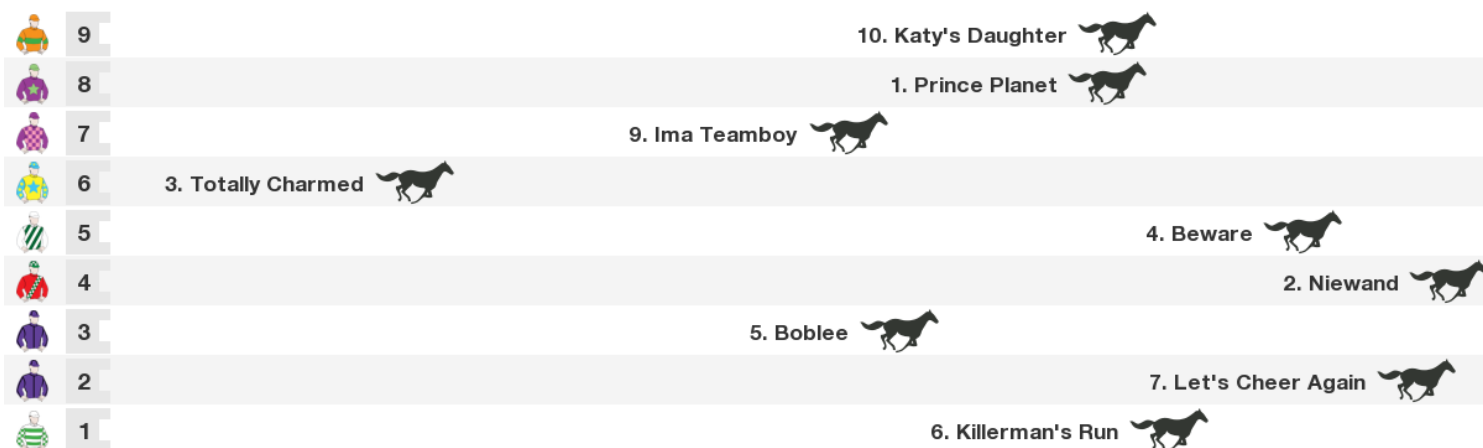 9 10. Katy's Daughter
8 1. Prince Planet
7 9. Ima Teamboy
6 3. Totally Charmed
5 4. Beware
4 2. Niewand
3 5. Boblee
2 7. Let's Cheer Again
1 6. Killerman's Run